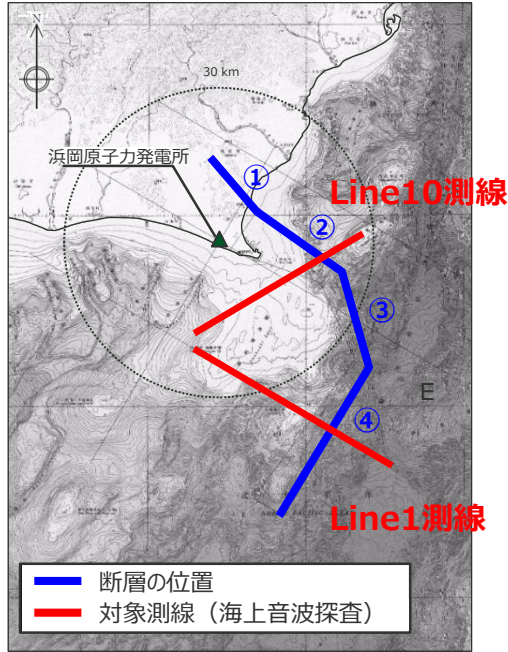 N
30 km
浜岡原子力発電所
①
Line10測線
②
③
E
④
Line1測線
断層の位置
対象測線（海上音波探査）